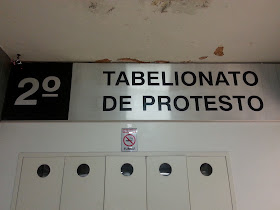 2º
TABELIONATO
DE PROTESTO